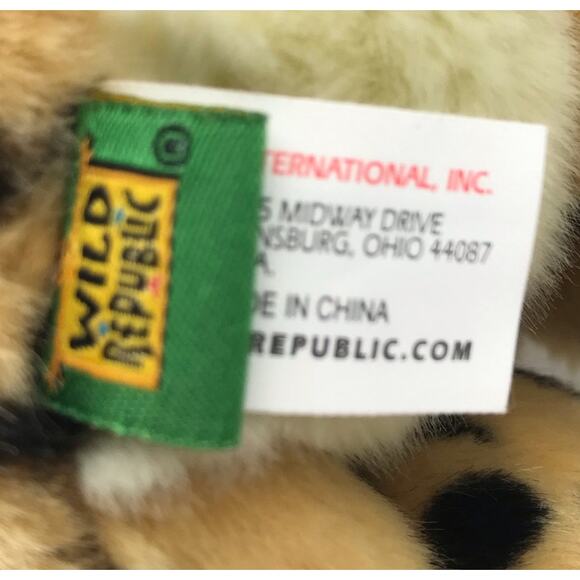 WILD
REPUBLIC
®
TERNATIONAL, INC.
5 MIDWAY DRIVE
NSBURG, OHIO 44087
A.
DE IN CHINA
REPUBLIC.COM